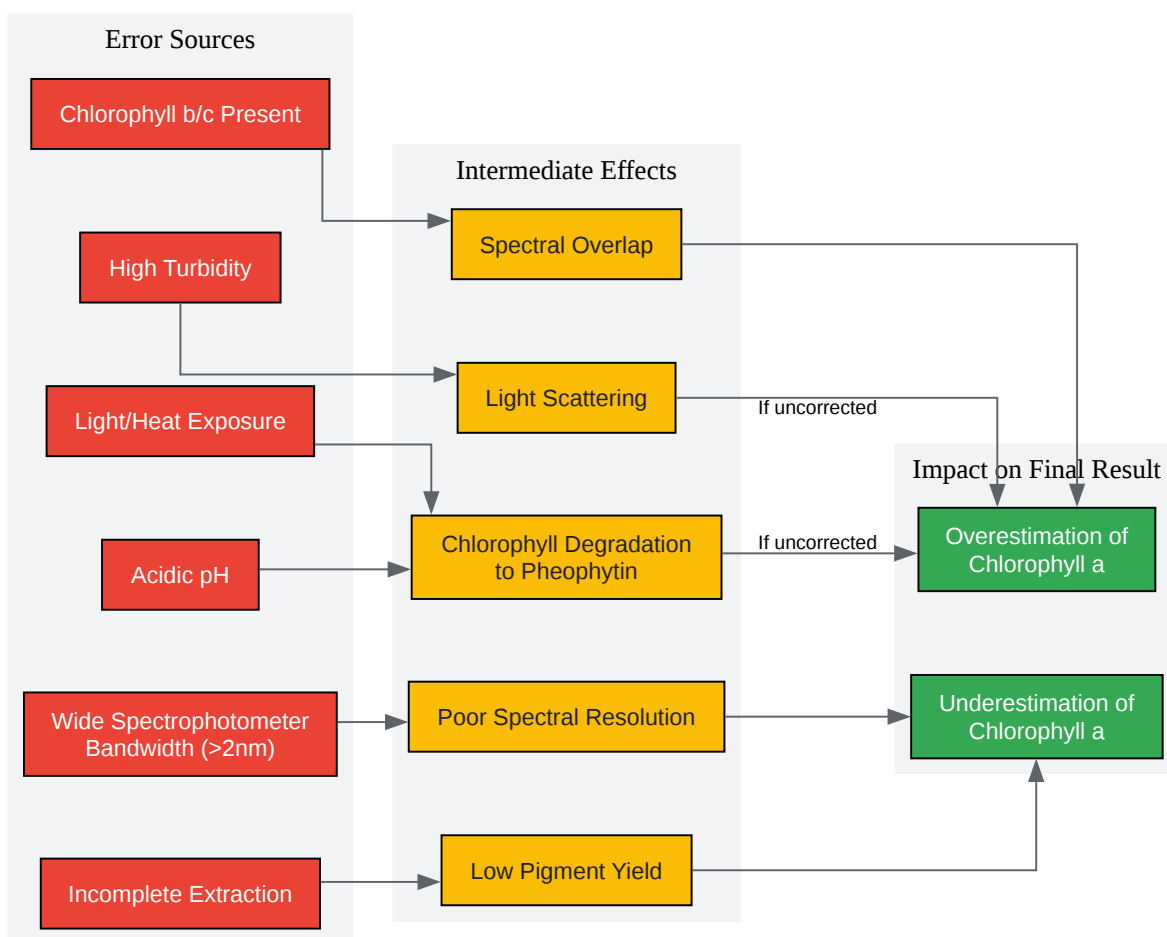 Error Sources
Chlorophyll b/c Present
High Turbidity
Light/Heat Exposure
Acidic pH
Wide Spectrophotometer
Bandwidth (>2nm)
Incomplete Extraction
Intermediate Effects
Spectral Overlap
Light Scattering
Chlorophyll Degradation
to Pheophytin
Poor Spectral Resolution
Low Pigment Yield
If uncorrected
If uncorrected
Impact on Final Result
Overestimation of
Chlorophyll a
Underestimation of
Chlorophyll a